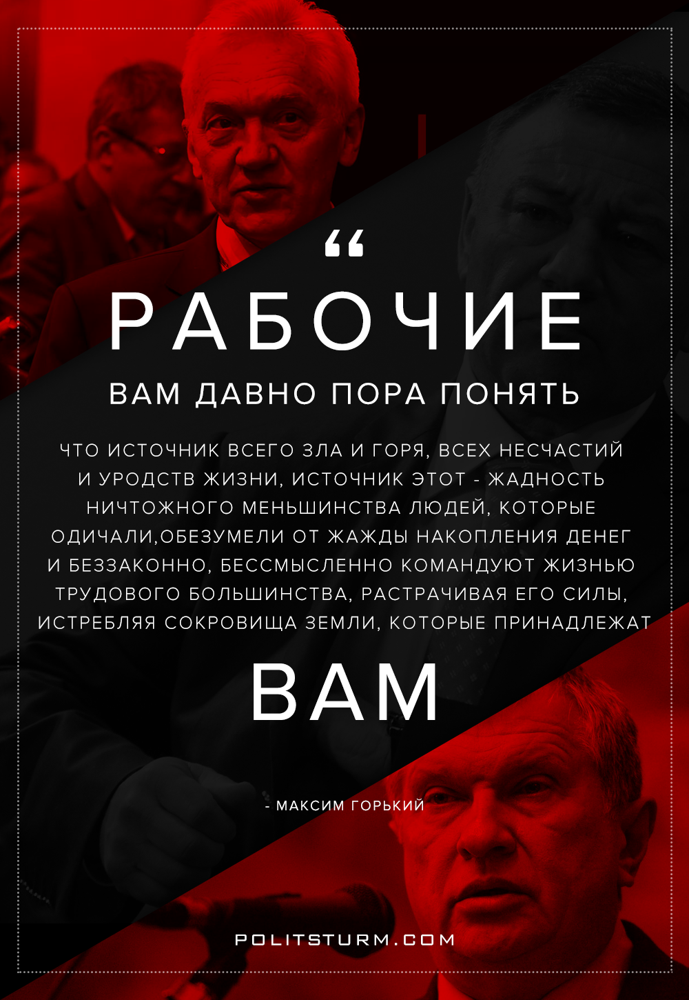 “
РАБОЧИЕ
ВАМ ДАВНО ПОРА ПОНЯТЬ
ЧТО ИСТОЧНИК ВСЕГО ЗЛА И ГОРЯ, ВСЕХ НЕСЧАСТИЙ
И УРОДСТВ ЖИЗНИ, ИСТОЧНИК ЭТОТ - ЖАДНОСТЬ
НИЧТОЖНОГО МЕНЬШИНСТВА ЛЮДЕЙ, КОТОРЫЕ
ОДИЧАЛИ,ОБЕЗУМЕЛИ ОТ ЖАЖДЫ НАКОПЛЕНИЯ ДЕНЕГ
И БЕЗЗАКОННО, БЕССМЫСЛЕННО КОМАНДУЮТ ЖИЗНЬЮ
ТРУДОВОГО БОЛЬШИНСТВА, РАСТРАЧИВАЯ ЕГО СИЛЫ,
ИСТРЕБЛЯЯ СОКРОВИЩА ЗЕМЛИ, КОТОРЫЕ ПРИНАДЛЕЖАТ
ВАМ
- МАКСИМ ГОРЬКИЙ
POLITSTURM.COM